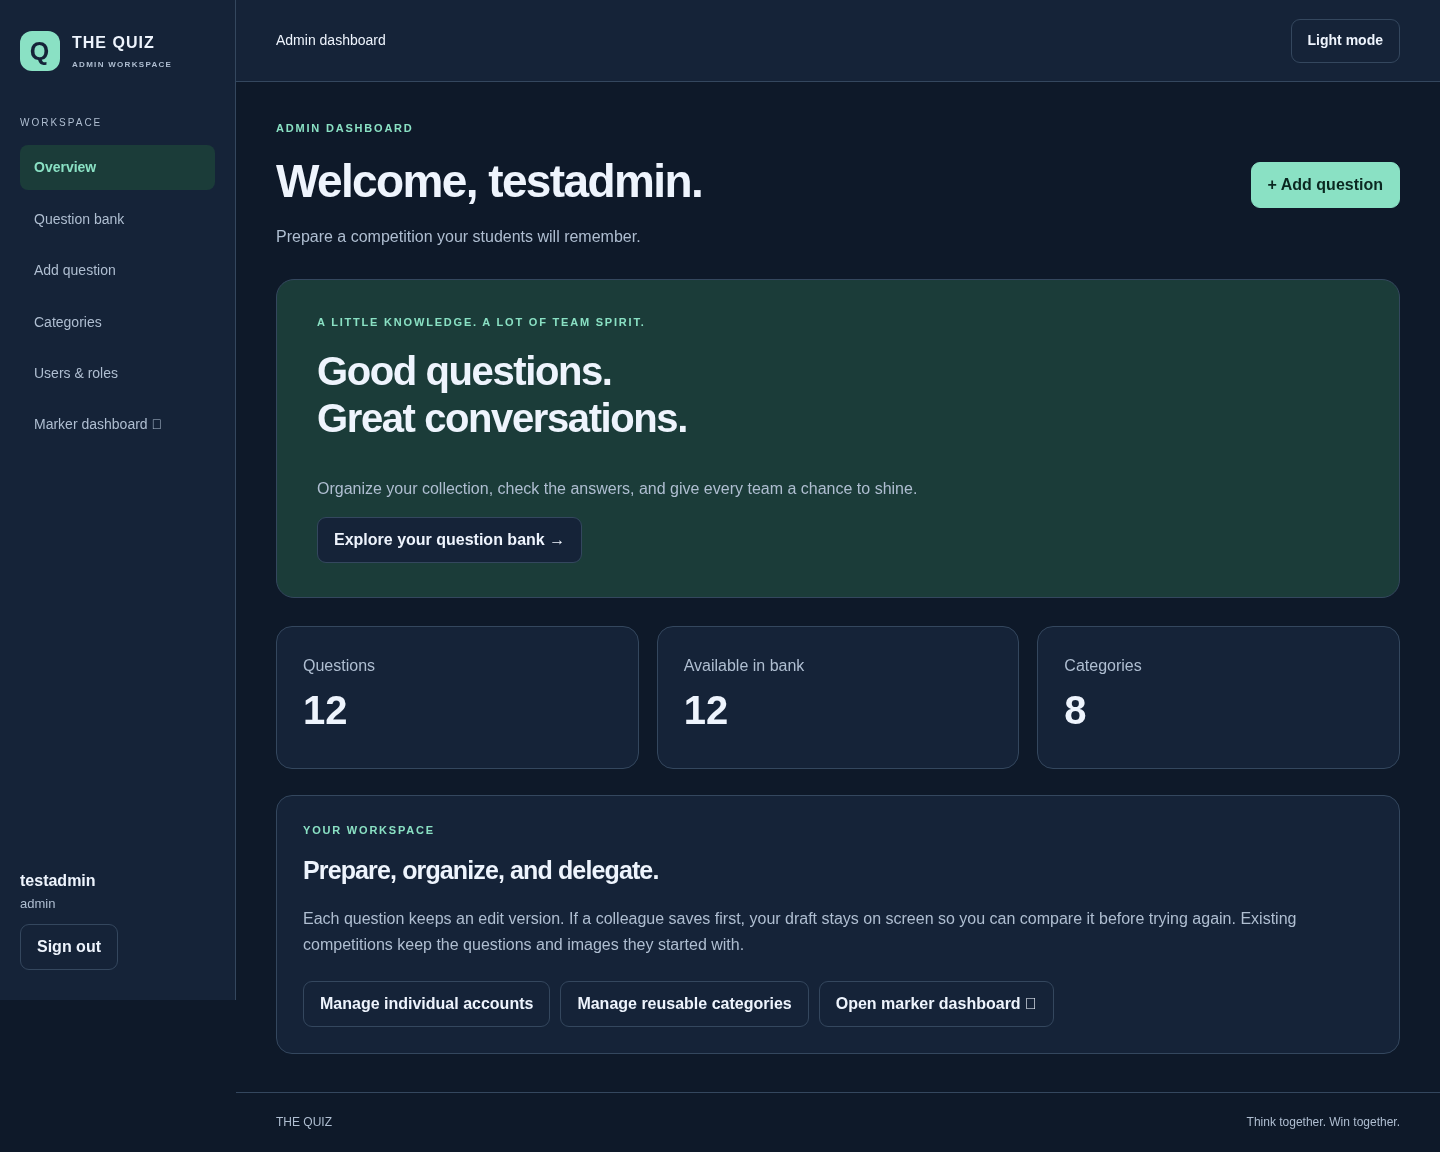 Q
THE QUIZ
ADMIN WORKSPACE
WORKSPACE
Overview
Question bank
Add question
Categories
Users & roles
Marker dashboard
testadmin
admin
Sign out
Admin dashboard
Light mode
ADMIN DASHBOARD
Welcome, testadmin.
+ Add question
Prepare a competition your students will remember.
A LITTLE KNOWLEDGE. A LOT OF TEAM SPIRIT.
Good questions.
Great conversations.
Organize your collection, check the answers, and give every team a chance to shine.
Explore your question bank →
Questions
12
Available in bank
12
Categories
8
YOUR WORKSPACE
Prepare, organize, and delegate.
Each question keeps an edit version. If a colleague saves first, your draft stays on screen so you can compare it before trying again. Existing
competitions keep the questions and images they started with.
Manage individual accounts
Manage reusable categories
Open marker dashboard
THE QUIZ
Think together. Win together.